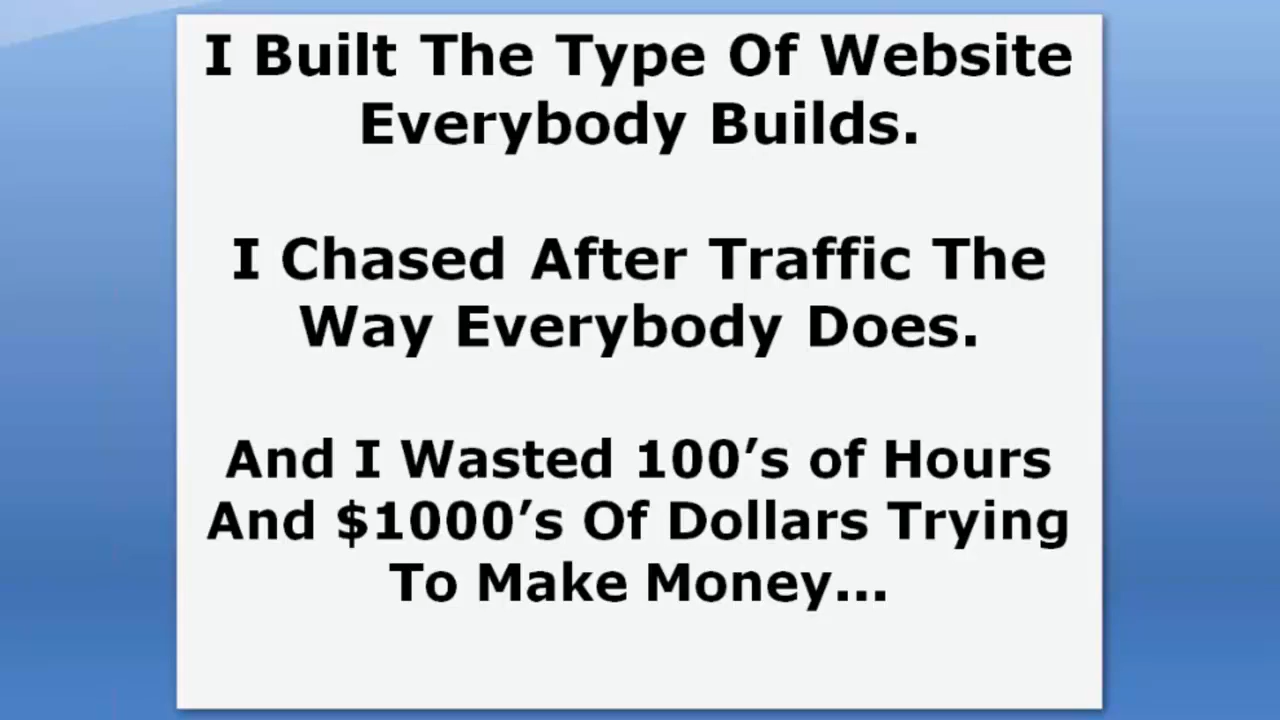 I Built The Type Of Website
Everybody Builds.
I Chased After Traffic The
Way Everybody Does.
And I Wasted 100’s of Hours
And $1000’s Of Dollars Trying
To Make Money...